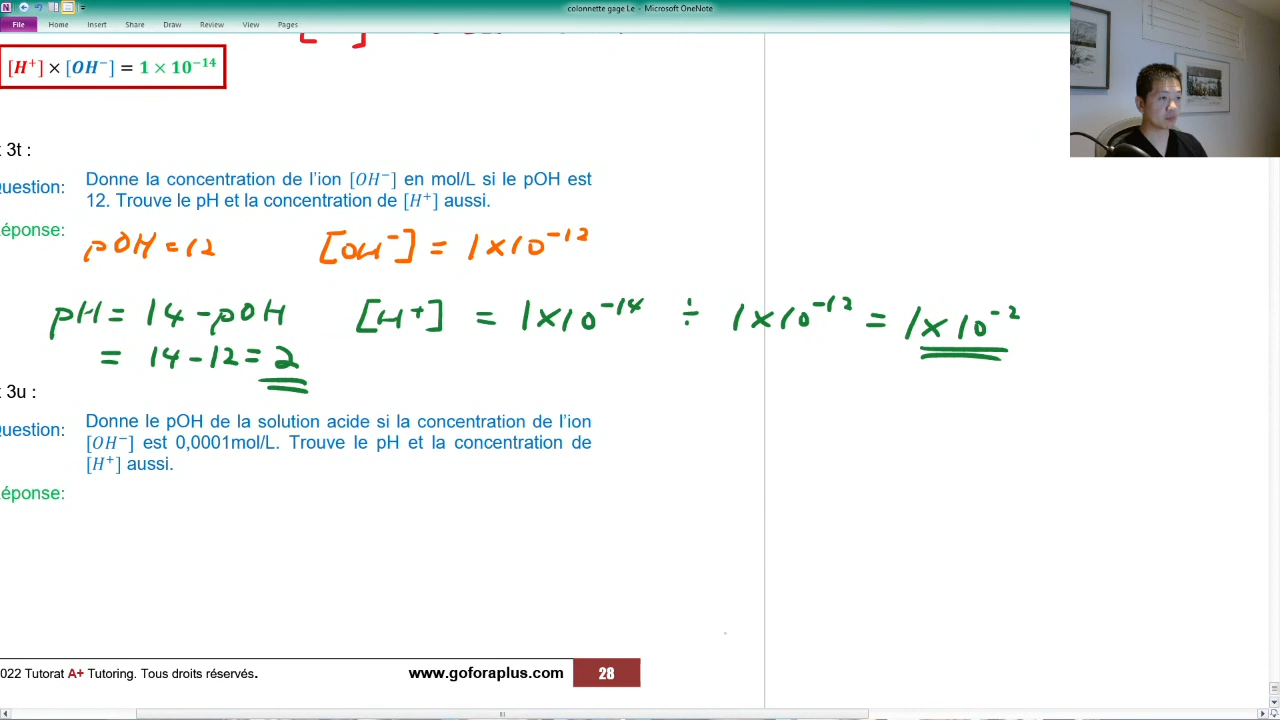 colonnette gage Le - Microsoft OneNote
File Home Insert Share Draw Review View Pages
[H⁺] × [OH⁻] = 1 × 10⁻¹⁴
3t :
uestion: Donne la concentration de l'ion [OH⁻] en mol/L si le pOH est
12. Trouve le pH et la concentration de [H⁺] aussi.
éponse:
pOH = 12 [OH⁻] = 1×10⁻¹²
pH = 14 - pOH [H⁺] = 1×10⁻¹⁴ ÷ 1×10⁻¹² = 1×10⁻²
= 14 - 12 = 2
3u :
uestion: Donne le pOH de la solution acide si la concentration de l'ion
[OH⁻] est 0,0001mol/L. Trouve le pH et la concentration de
[H⁺] aussi.
éponse:
022 Tutorat A+ Tutoring. Tous droits réservés. www.goforaplus.com 28